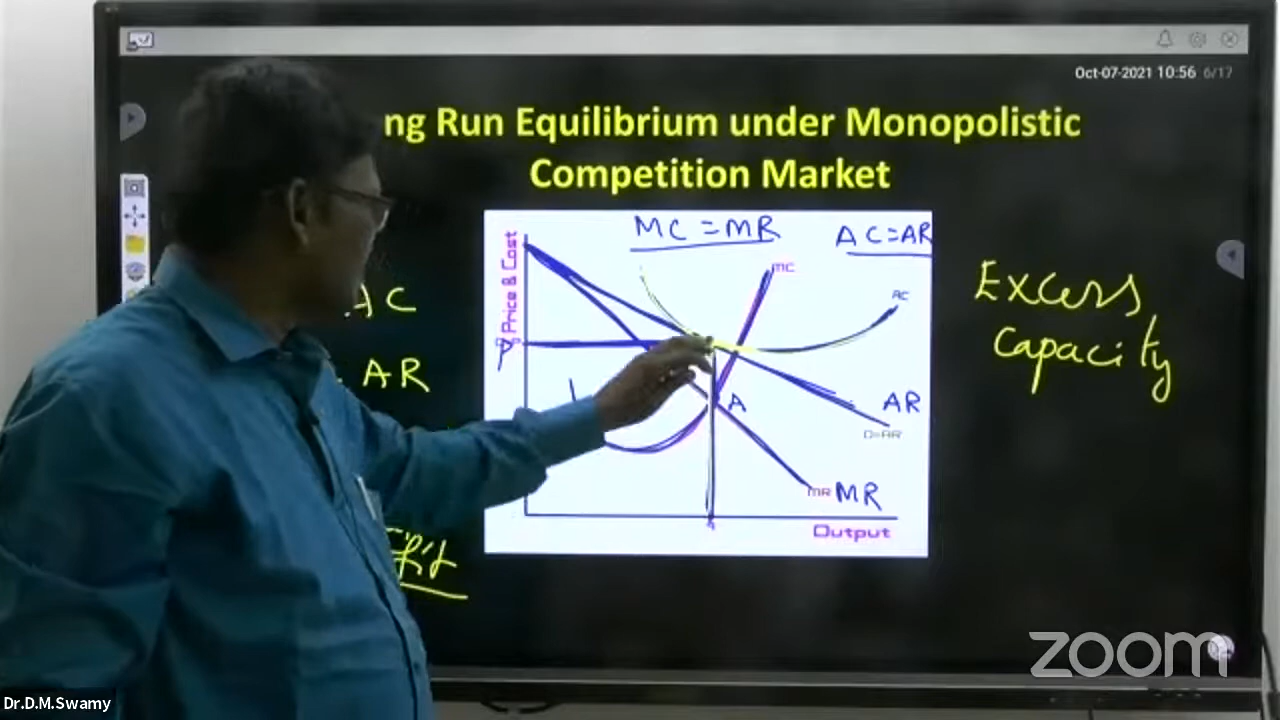 Oct-07-2021 10:56 6/17
ng Run Equilibrium under Monopolistic
Competition Market
MC = MR
AC = AR
Price & Cost
MC
AC
AC
AR
P
A
AR
D=AR
MR MR
Output
Excess
Capacity
zoom
Dr.D.M.Swamy